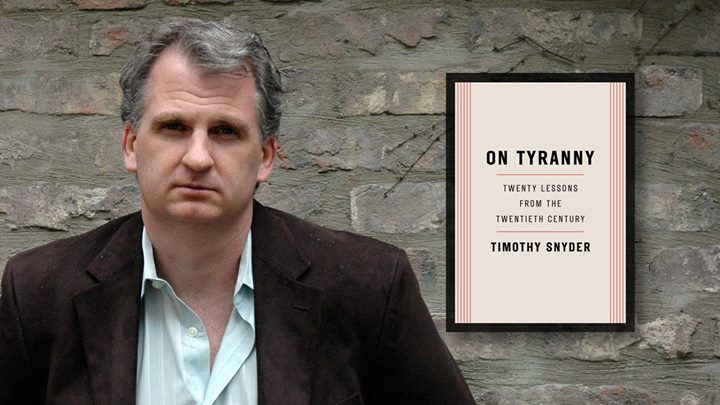 ON TYRANNY
TWENTY LESSONS
FROM THE
TWENTIETH CENTURY
TIMOTHY SNYDER